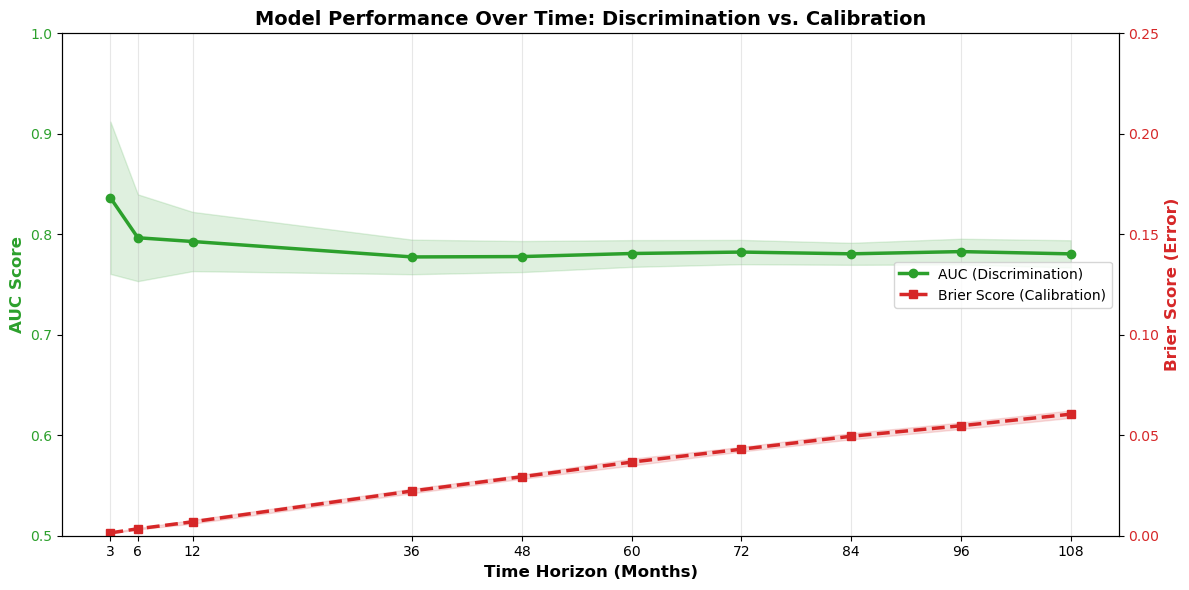 Model Performance Over Time: Discrimination vs. Calibration
1.0
0.9
0.8
0.7
0.6
0.5
AUC Score
0.25
0.20
0.15
0.10
0.05
0.00
Brier Score (Error)
AUC (Discrimination)
Brier Score (Calibration)
3 6 12 36 48 60 72 84 96 108
Time Horizon (Months)